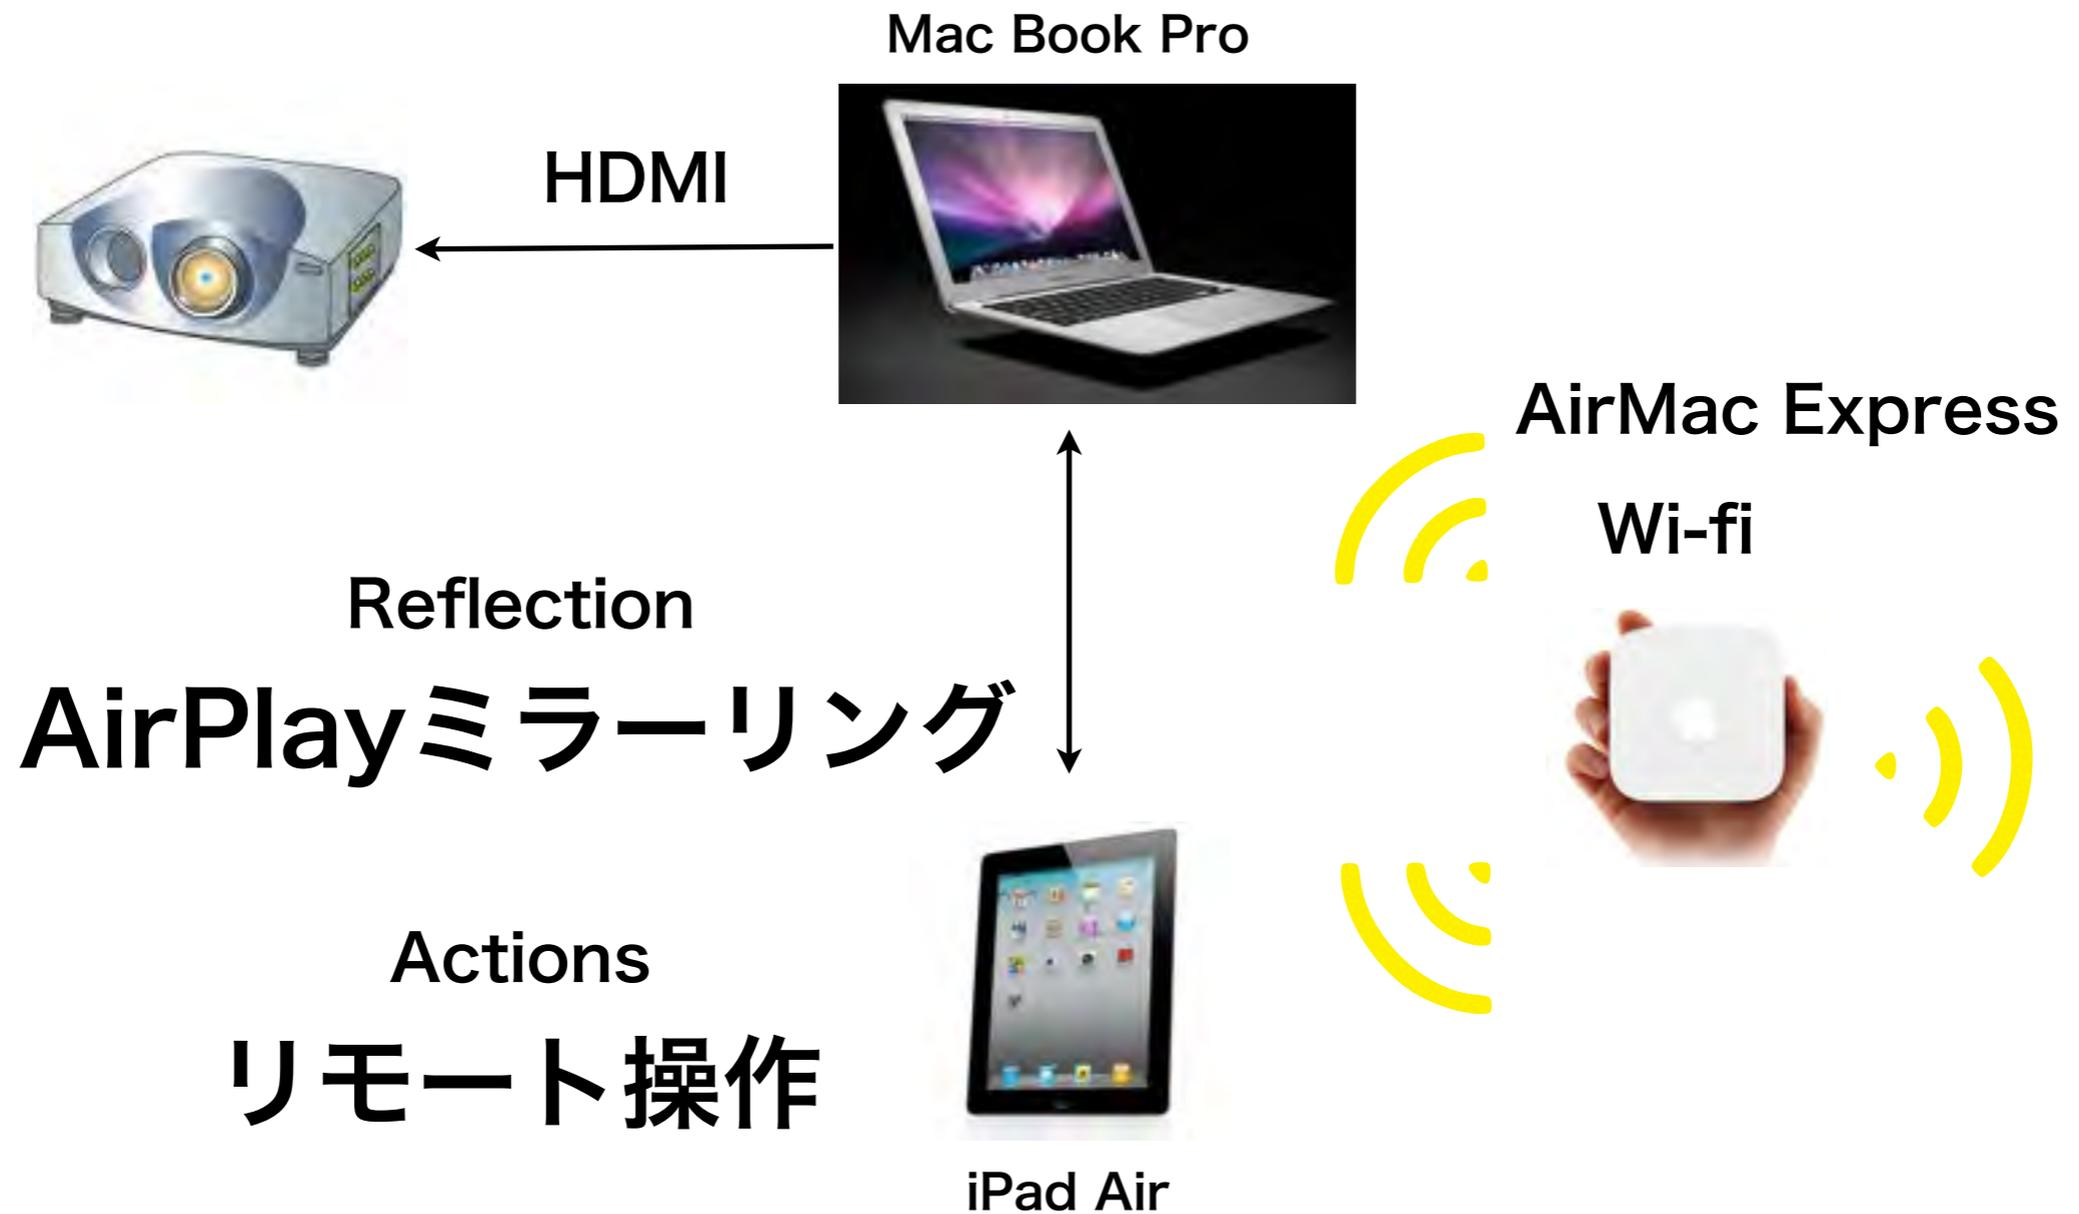 Mac Book Pro
HDMI
AirMac Express
Wi-fi
Reflection
AirPlayミラーリング
Actions
リモート操作
iPad Air